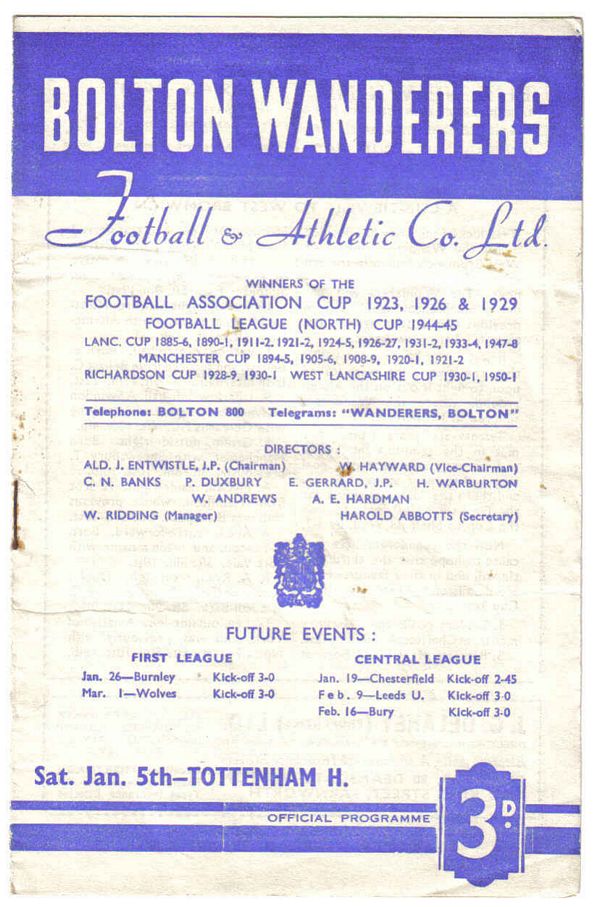 BOLTON WANDERERS
Football & Athletic Co. Ltd.
WINNERS OF THE
FOOTBALL ASSOCIATION CUP 1923, 1926 & 1929
FOOTBALL LEAGUE (NORTH) CUP 1944-45
LANC. CUP 1885-6, 1890-1, 1911-2, 1921-2, 1924-5, 1926-27, 1931-2, 1933-4, 1947-8
MANCHESTER CUP 1894-5, 1905-6, 1908-9, 1920-1, 1921-2
RICHARDSON CUP 1928-9, 1930-1 WEST LANCASHIRE CUP 1930-1, 1950-1
Telephone: BOLTON 800 Telegrams: "WANDERERS, BOLTON"
DIRECTORS :
ALD. J. ENTWISTLE, J.P. (Chairman) W. HAYWARD (Vice-Chairman)
C. N. BANKS P. DUXBURY E. GERRARD, J.P. H. WARBURTON
W. ANDREWS A. E. HARDMAN
W. RIDDING (Manager) HAROLD ABBOTTS (Secretary)
FUTURE EVENTS :
FIRST LEAGUE
Jan. 26—Burnley Kick-off 3-0
Mar. 1—Wolves Kick-off 3-0
CENTRAL LEAGUE
Jan. 19—Chesterfield Kick-off 2-45
Feb. 9—Leeds U. Kick-off 3-0
Feb. 16—Bury Kick-off 3-0
Sat. Jan. 5th—TOTTENHAM H.
OFFICIAL PROGRAMME
3D.